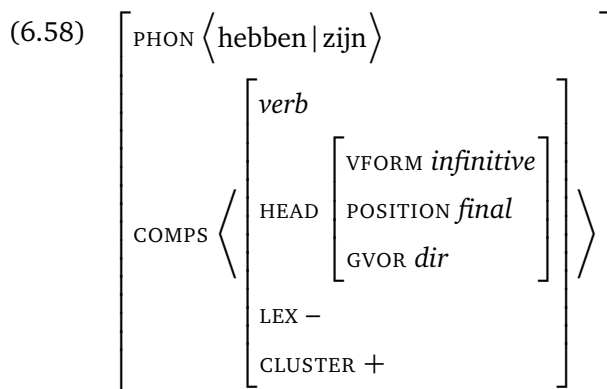 (6.58)
PHON ⟨hebben|zijn⟩
verb
VFORM infinitive
HEAD POSITION final
COMPS GVOR dir
LEX −
CLUSTER +